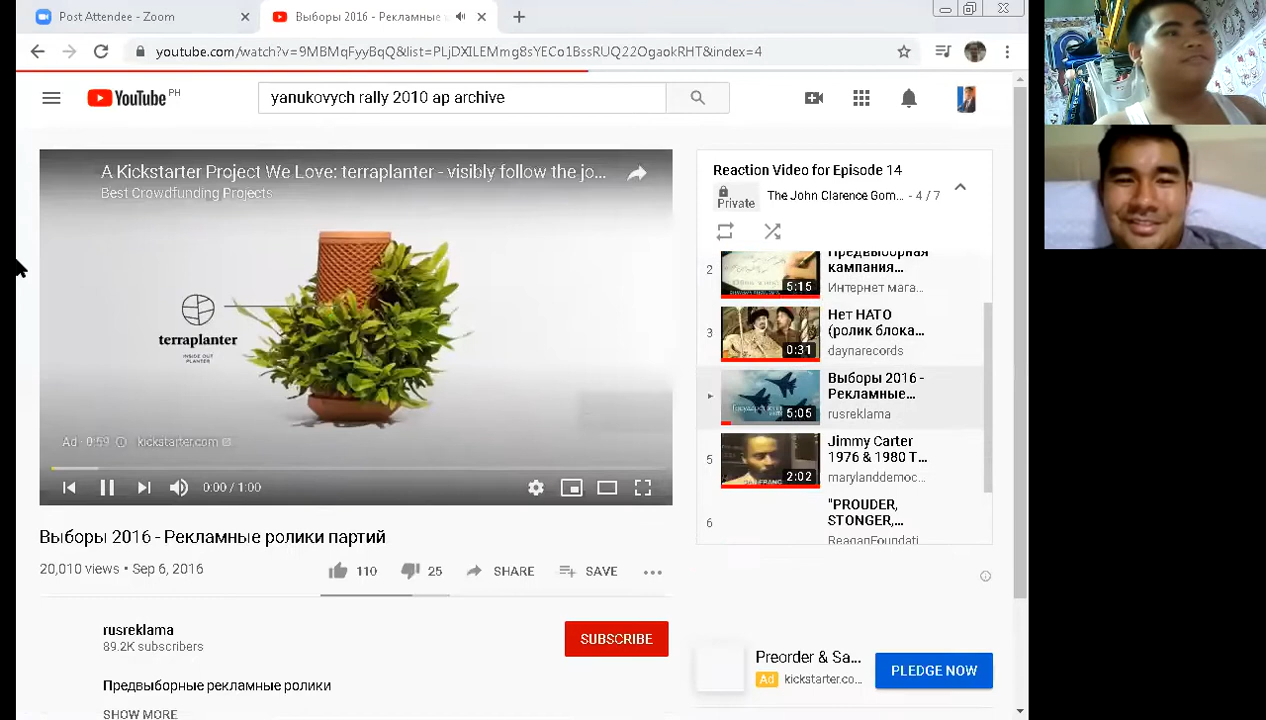 Post Attendee - Zoom
Выборы 2016 - Рекламные
youtube.com/watch?v=9MBMqFyyBqQ&list=PLjDXILEMmg8sYECo1BssRUQ22OgaokRHT&index=4
YouTube PH
yanukovych rally 2010 ap archive
A Kickstarter Project We Love: terraplanter - visibly follow the jo...
Best Crowdfunding Projects
terraplanter
INSIDE OUT
PLANTER
Ad · 0:59
kickstarter.com
0:00 / 1:00
Reaction Video for Episode 14
Private
The John Clarence Gom... - 4 / 7
2
5:15
Предвыборная
кампания...
Интернет мага...
3
0:31
Нет НАТО
(ролик блока...
daynarecords
5:05
Выборы 2016 -
Рекламные...
rusreklama
5
2:02
Jimmy Carter
1976 & 1980 T...
marylanddemoc...
6
"PROUDER,
STONGER,...
ReaganFoundati...
Выборы 2016 - Рекламные ролики партий
20,010 views • Sep 6, 2016
110
25
SHARE
SAVE
rusreklama
89.2K subscribers
SUBSCRIBE
Предвыборные рекламные ролики
SHOW MORE
Preorder & Sa...
Ad kickstarter.co...
PLEDGE NOW